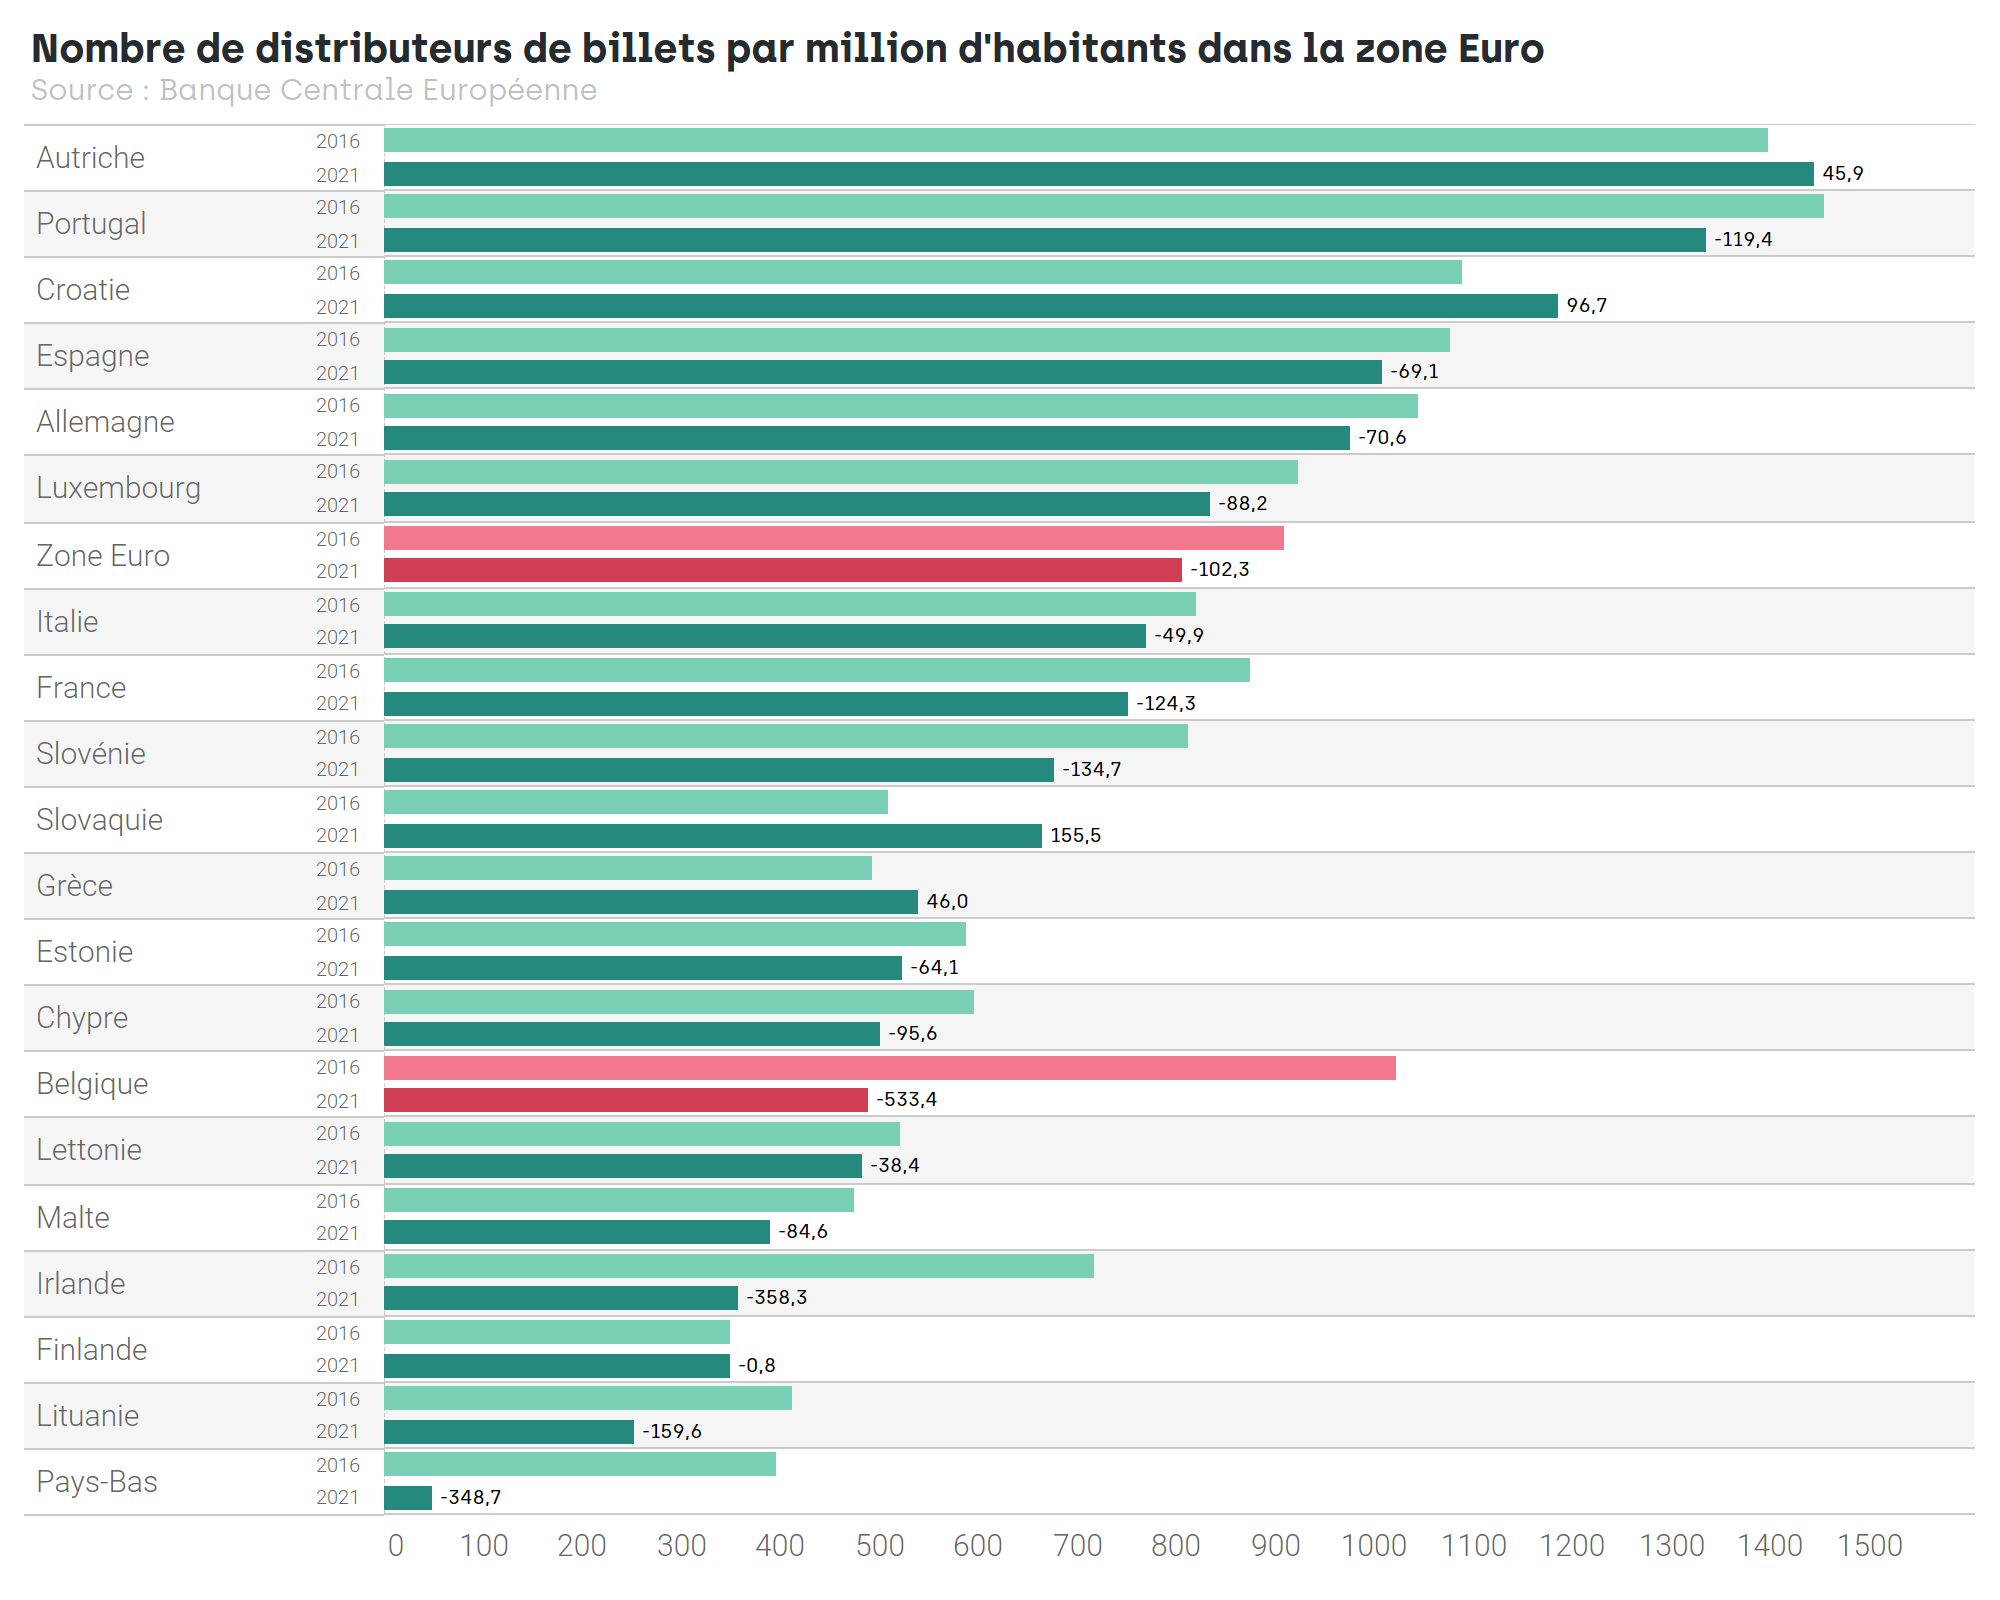 Nombre de distributeurs de billets par million d'habitants dans la zone Euro
Source : Banque Centrale Européenne
2016
Autriche
2021 45,9
2016
Portugal
2021 -119,4
2016
Croatie
2021 96,7
2016
Espagne
2021 -69,1
2016
Allemagne
2021 -70,6
2016
Luxembourg
2021 -88,2
2016
Zone Euro
2021 -102,3
2016
Italie
2021 -49,9
2016
France
2021 -124,3
2016
Slovénie
2021 -134,7
2016
Slovaquie
2021 155,5
2016
Grèce
2021 46,0
2016
Estonie
2021 -64,1
2016
Chypre
2021 -95,6
2016
Belgique
2021 -533,4
2016
Lettonie
2021 -38,4
2016
Malte
2021 -84,6
2016
Irlande
2021 -358,3
2016
Finlande
2021 -0,8
2016
Lituanie
2021 -159,6
2016
Pays-Bas
2021 -348,7
0 100 200 300 400 500 600 700 800 900 1000 1100 1200 1300 1400 1500